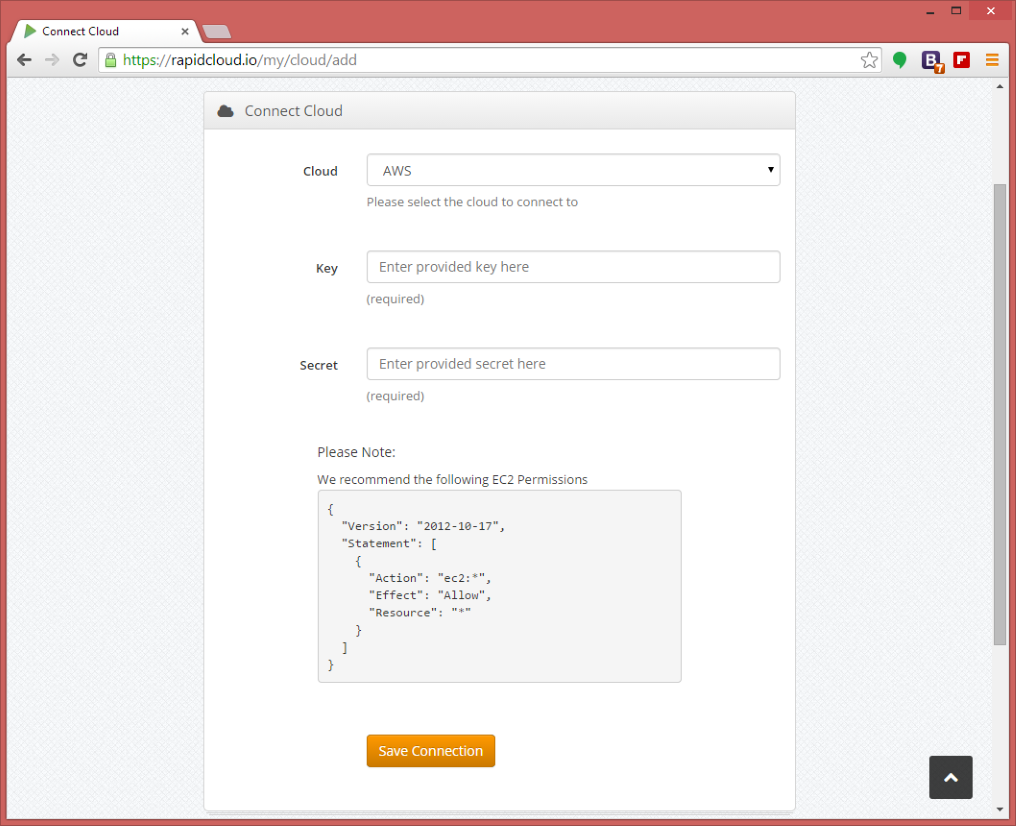 Connect Cloud
https://rapidcloud.io/my/cloud/add
B
7
Connect Cloud
Cloud
AWS
Please select the cloud to connect to
Key
Enter provided key here
(required)
Secret
Enter provided secret here
(required)
Please Note:
We recommend the following EC2 Permissions
{
  "Version": "2012-10-17",
  "Statement": [
    {
      "Action": "ec2:*",
      "Effect": "Allow",
      "Resource": "*"
    }
  ]
}
Save Connection